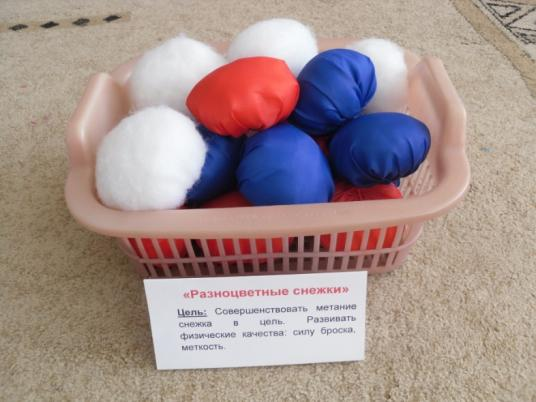 «Разноцветные снежки»
Цель: Совершенствовать метание
снежка в цель. Развивать
физические качества: силу броска,
меткость.